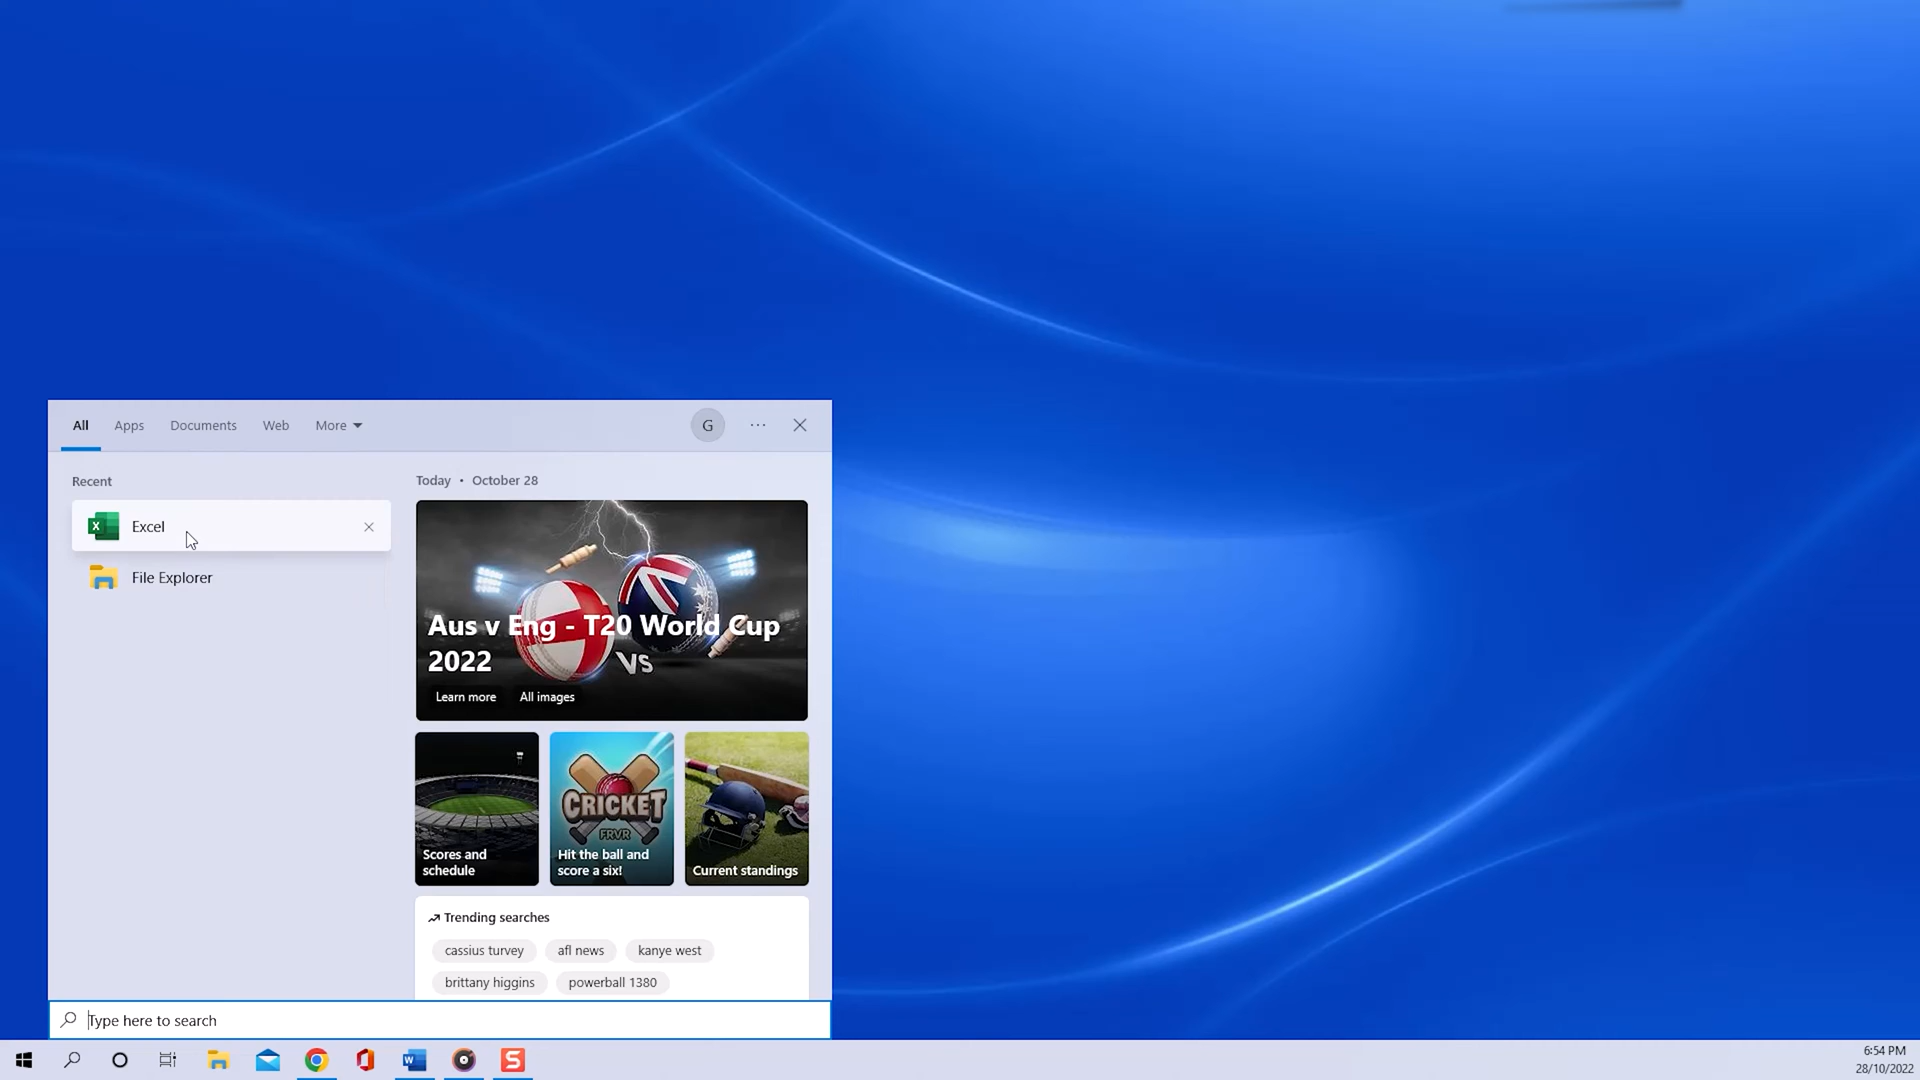 All
Apps
Documents
Web
More
G
Recent
Excel
File Explorer
Today • October 28
Aus v Eng - T20 World Cup
2022
VS
Learn more
All images
Scores and
schedule
CRICKET
FRVR
Hit the ball and
score a six!
Current standings
Trending searches
cassius turvey
afl news
kanye west
brittany higgins
powerball 1380
Type here to search
6:54 PM
28/10/2022